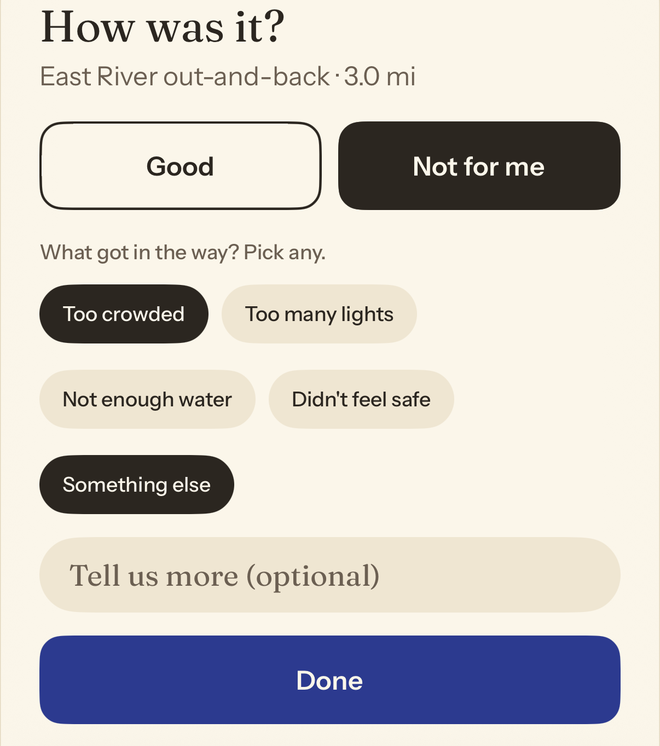 How was it?
East River out-and-back · 3.0 mi
Good
Not for me
What got in the way? Pick any.
Too crowded
Too many lights
Not enough water
Didn't feel safe
Something else
Tell us more (optional)
Done